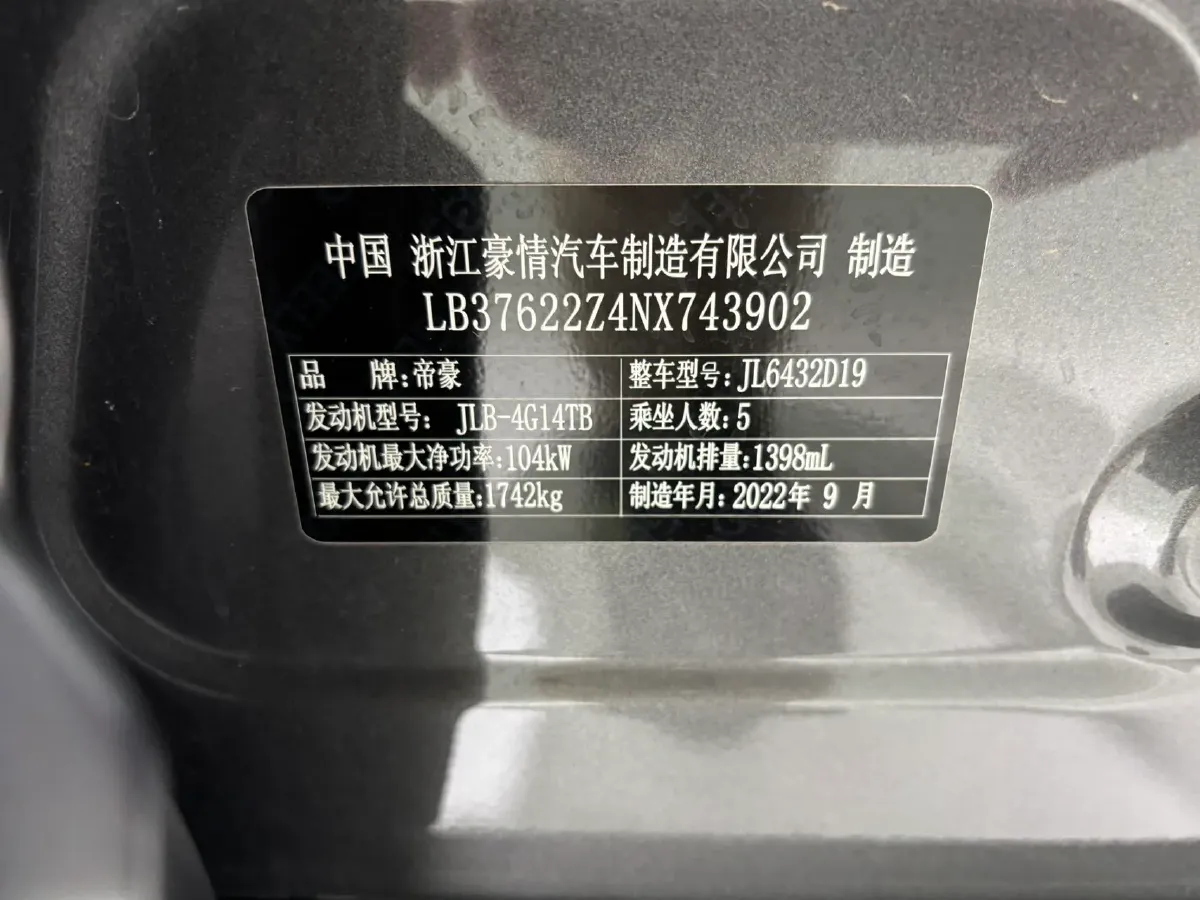 中国 浙江豪情汽车制造有限公司 制造
LB37622Z4NX743902
品 牌:帝豪 整车型号:JL6432D19
发动机型号: JLB-4G14TB 乘坐人数:5
发动机最大净功率:104kW 发动机排量:1398mL
最大允许总质量:1742kg 制造年月:2022年 9 月